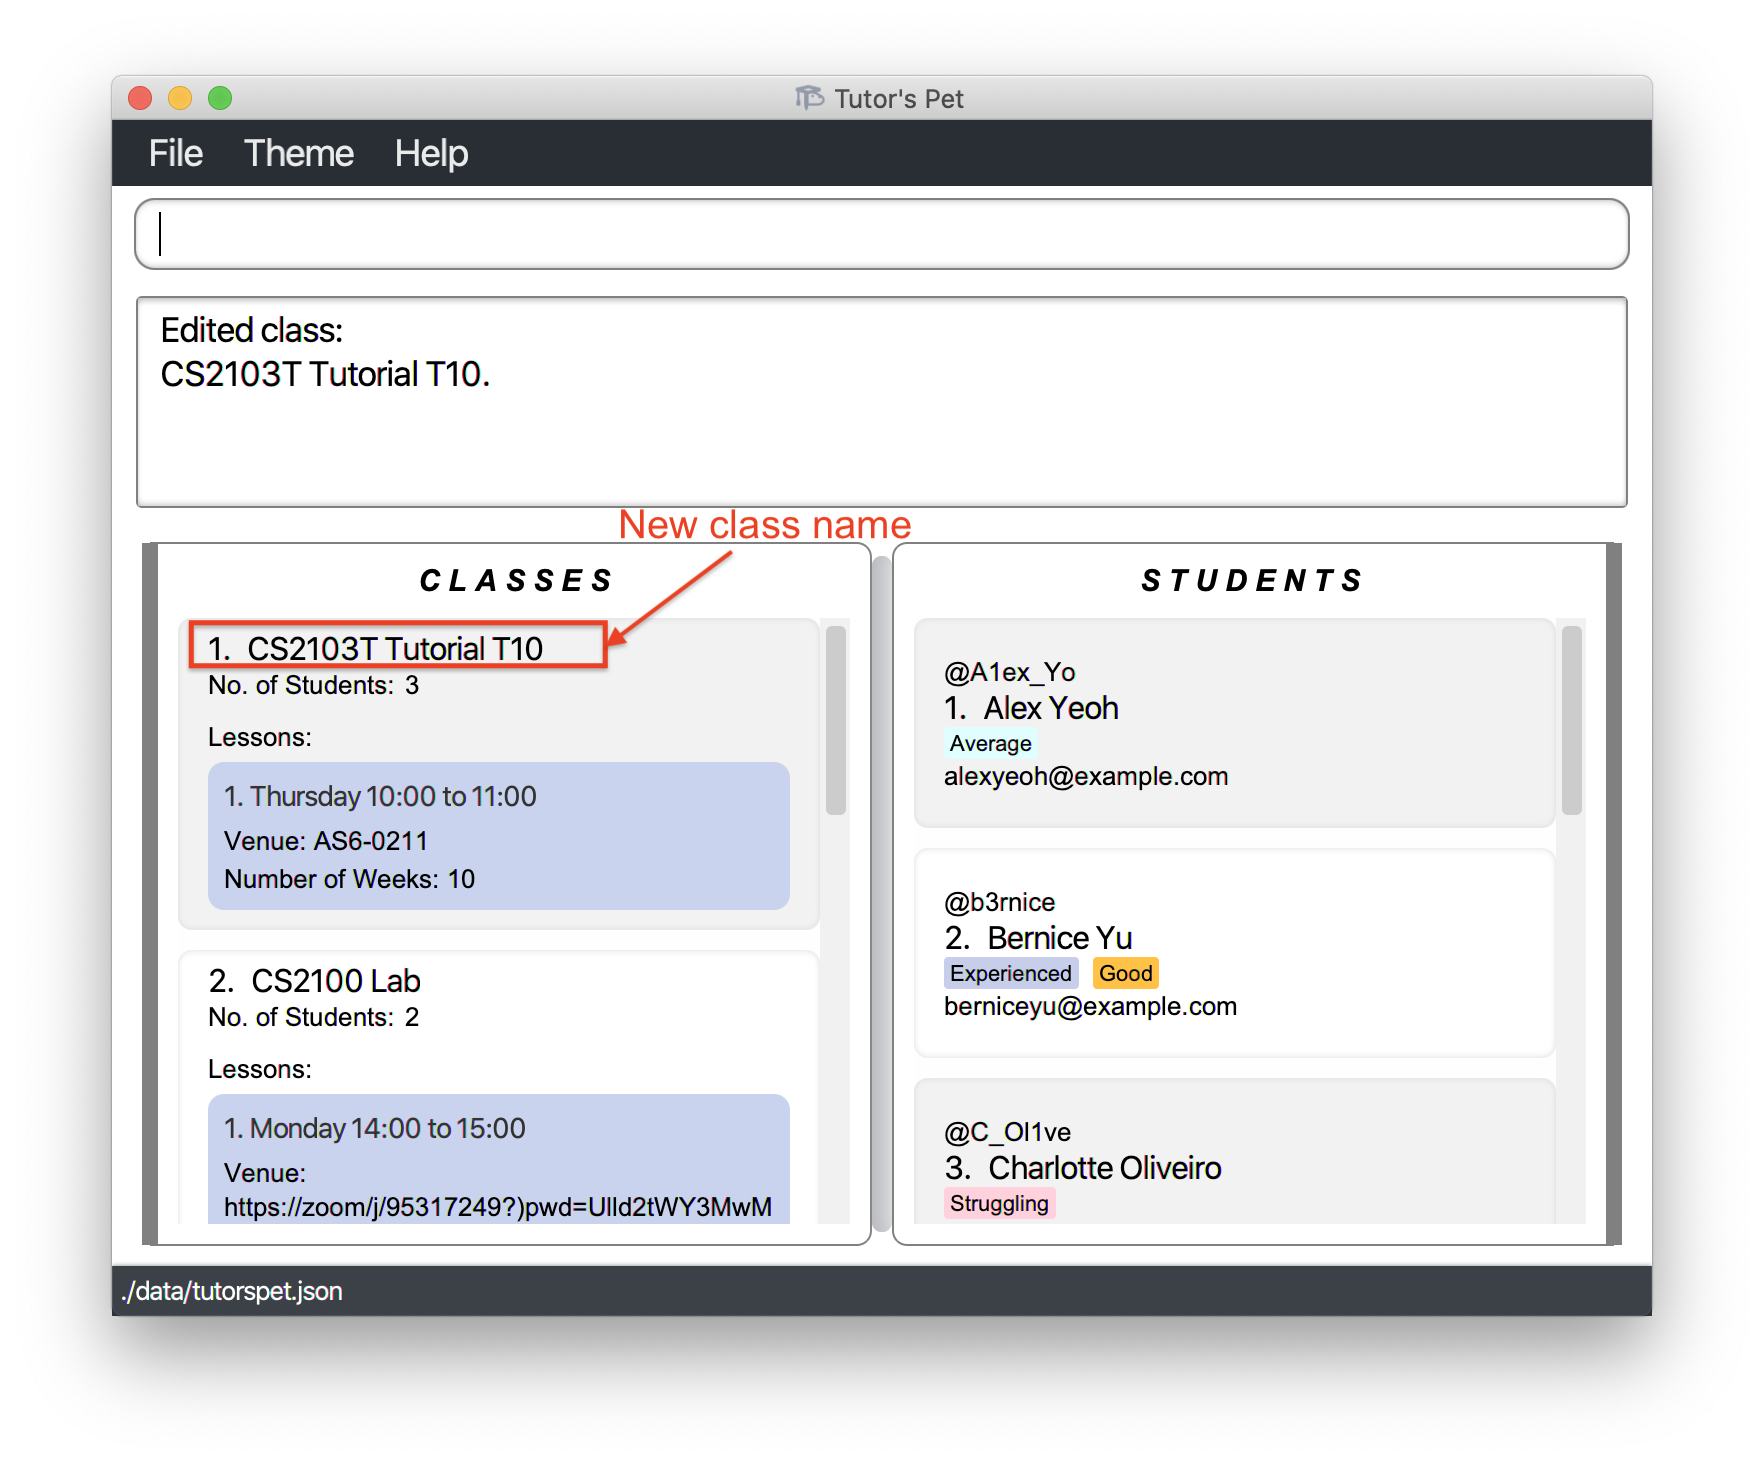 Tutor's Pet
File Theme Help
Edited class:
CS2103T Tutorial T10.
New class name
CLASSES
1. CS2103T Tutorial T10
No. of Students: 3
Lessons:
1. Thursday 10:00 to 11:00
Venue: AS6-0211
Number of Weeks: 10
2. CS2100 Lab
No. of Students: 2
Lessons:
1. Monday 14:00 to 15:00
Venue:
https://zoom/j/95317249?)pwd=Ulld2tWY3MwM
STUDENTS
@A1ex_Yo
1. Alex Yeoh
Average
alexyeoh@example.com
@b3rnice
2. Bernice Yu
Experienced Good
berniceyu@example.com
@C_Ol1ve
3. Charlotte Oliveiro
Struggling
./data/tutorspet.json